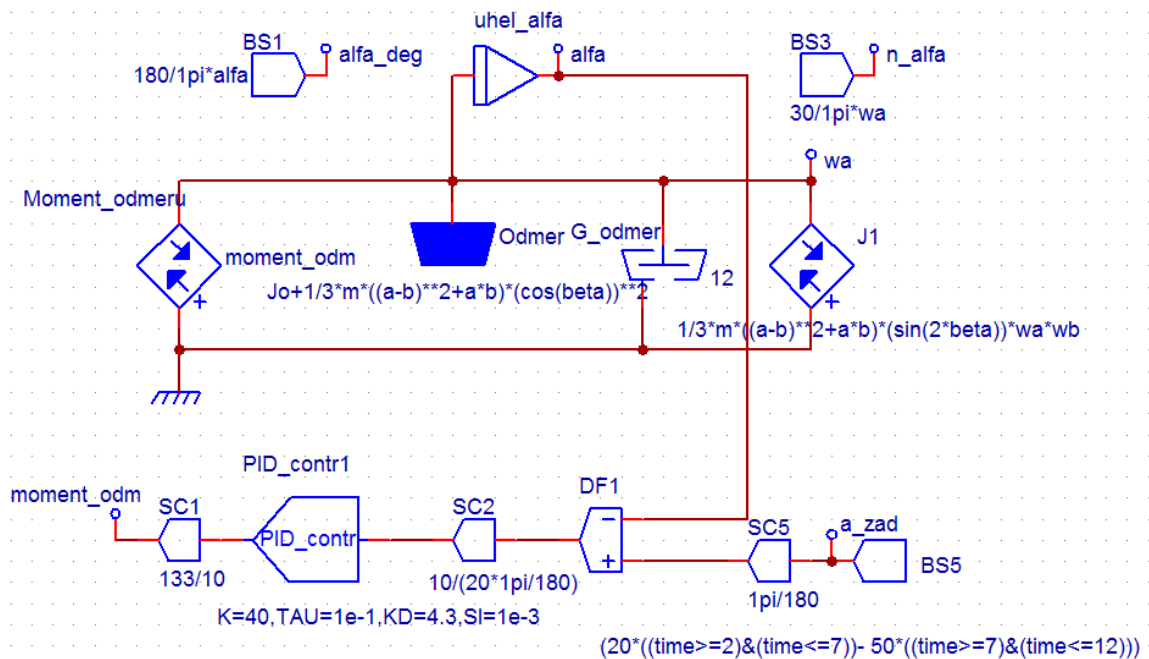 uhel_alfa
BS1
alfa_deg
alfa
BS3
n_alfa
180/1pi*alfa
30/1pi*wa
wa
Moment_odmeru
moment_odm
Odmer
G_odmer
12
J1
Jo+1/3*m*((a-b)**2+a*b)*(cos(beta))**2
1/3*m*((a-b)**2+a*b)*(sin(2*beta))*wa*wb
PID_contr1
moment_odm
SC1
PID_contr
SC2
DF1
-
+
SC5
a_zad
BS5
133/10
10/(20*1pi/180)
1pi/180
K=40,TAU=1e-1,KD=4.3,SI=1e-3
(20*((time>=2)&(time<=7))- 50*((time>=7)&(time<=12)))